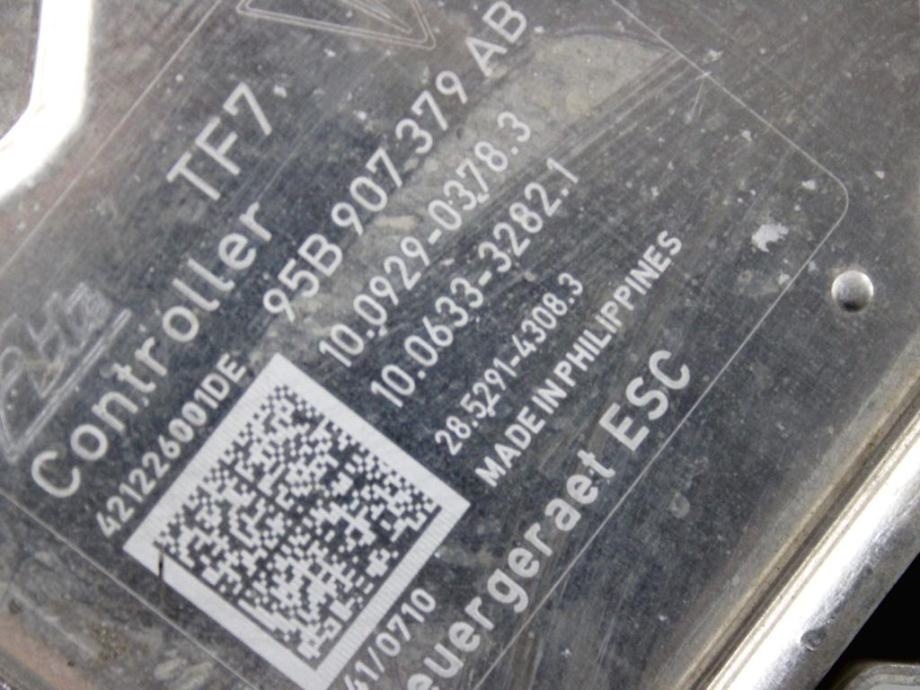 Ate
TF7
Controller
95B 907 379 AB
421226001DE
10.0929-0378.3
10.0633-3282.1
28.5291-4308.3
MADE IN PHILIPPINES
41/0710
euergeraet ESC